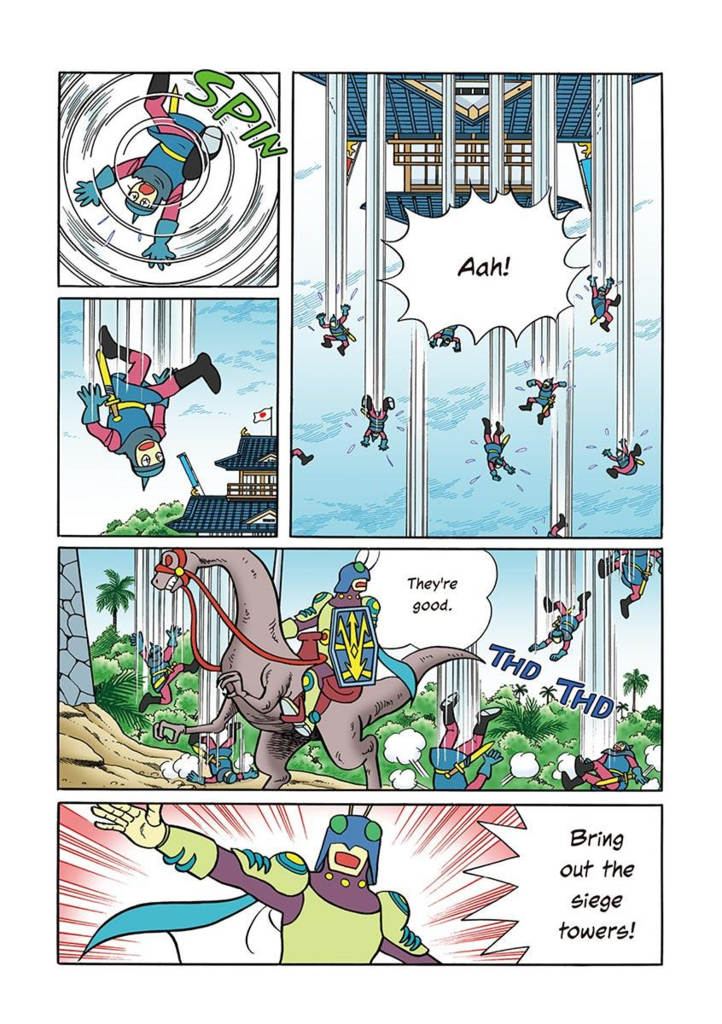 SPIN
Aah!
They're
good.
THD THD
Bring
out the
siege
towers!